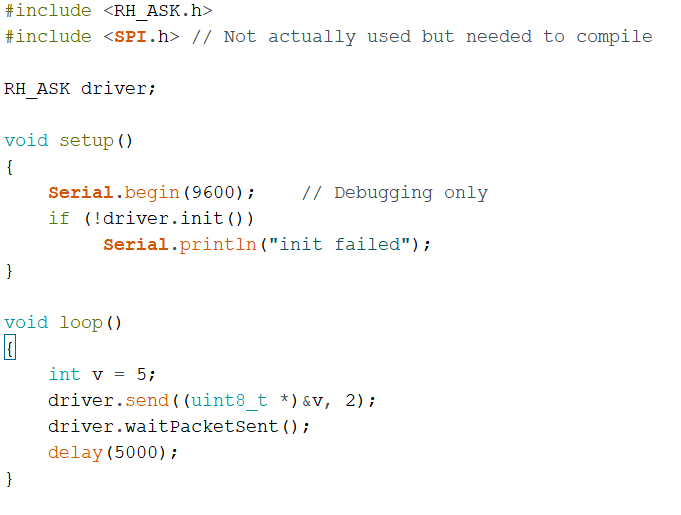 #include <RH_ASK.h>
#include <SPI.h> // Not actually used but needed to compile
RH_ASK driver;
void setup()
{
    Serial.begin(9600);    // Debugging only
    if (!driver.init())
         Serial.println("init failed");
}
void loop()
{
    int v = 5;
    driver.send((uint8_t *)&v, 2);
    driver.waitPacketSent();
    delay(5000);
}